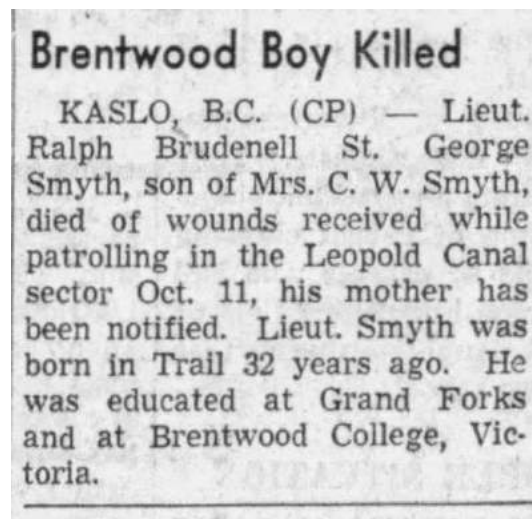 Brentwood Boy Killed
KASLO, B.C. (CP) — Lieut.
Ralph Brudenell St. George
Smyth, son of Mrs. C. W. Smyth,
died of wounds received while
patrolling in the Leopold Canal
sector Oct. 11, his mother has
been notified. Lieut. Smyth was
born in Trail 32 years ago. He
was educated at Grand Forks
and at Brentwood College, Vic-
toria.